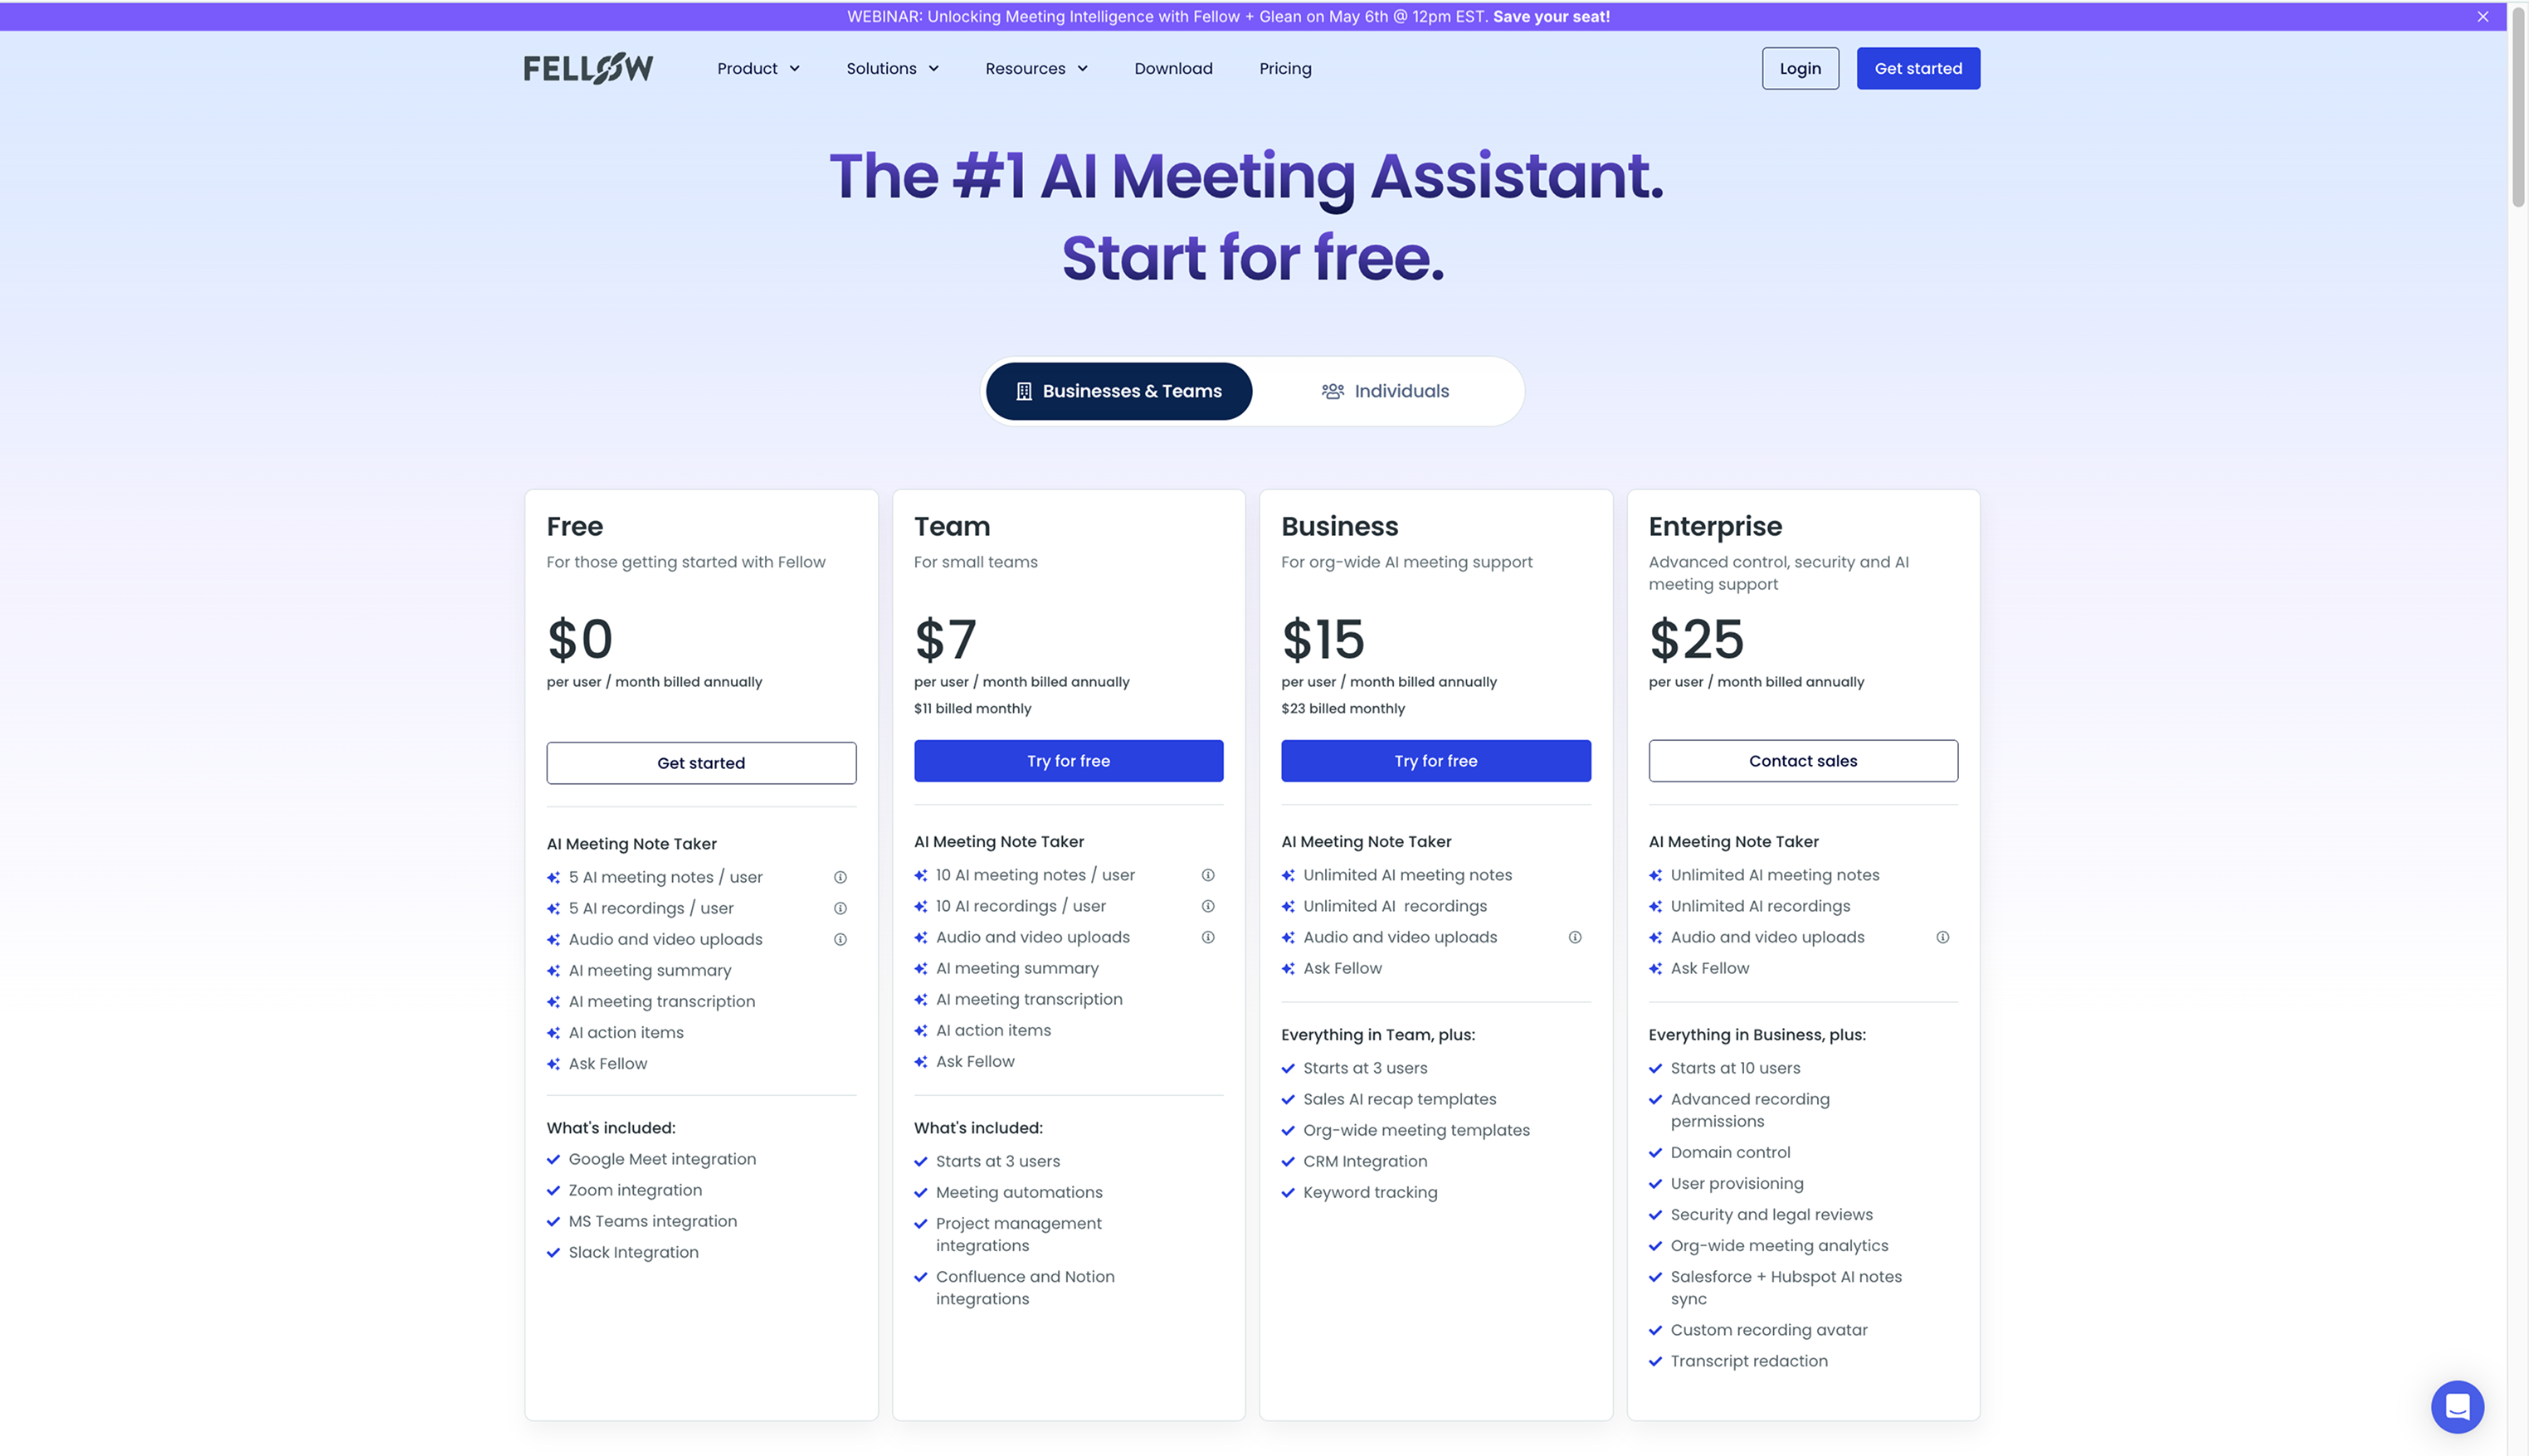 WEBINAR: Unlocking Meeting Intelligence with Fellow + Glean on May 6th @ 12pm EST. Save your seat!
FELLOW
Product
Solutions
Resources
Download
Pricing
Login
Get started
The #1 AI Meeting Assistant.
Start for free.
Businesses & Teams
Individuals
Free
For those getting started with Fellow
$0
per user / month billed annually
Get started
AI Meeting Note Taker
5 AI meeting notes / user
5 AI recordings / user
Audio and video uploads
AI meeting summary
AI meeting transcription
AI action items
Ask Fellow
What's included:
Google Meet integration
Zoom integration
MS Teams integration
Slack Integration
Team
For small teams
$7
per user / month billed annually
$11 billed monthly
Try for free
AI Meeting Note Taker
10 AI meeting notes / user
10 AI recordings / user
Audio and video uploads
AI meeting summary
AI meeting transcription
AI action items
Ask Fellow
What's included:
Starts at 3 users
Meeting automations
Project management
integrations
Confluence and Notion
integrations
Business
For org-wide AI meeting support
$15
per user / month billed annually
$23 billed monthly
Try for free
AI Meeting Note Taker
Unlimited AI meeting notes
Unlimited AI recordings
Audio and video uploads
Ask Fellow
Everything in Team, plus:
Starts at 3 users
Sales AI recap templates
Org-wide meeting templates
CRM Integration
Keyword tracking
Enterprise
Advanced control, security and AI
meeting support
$25
per user / month billed annually
Contact sales
AI Meeting Note Taker
Unlimited AI meeting notes
Unlimited AI recordings
Audio and video uploads
Ask Fellow
Everything in Business, plus:
Starts at 10 users
Advanced recording
permissions
Domain control
User provisioning
Security and legal reviews
Org-wide meeting analytics
Salesforce + Hubspot AI notes
sync
Custom recording avatar
Transcript redaction